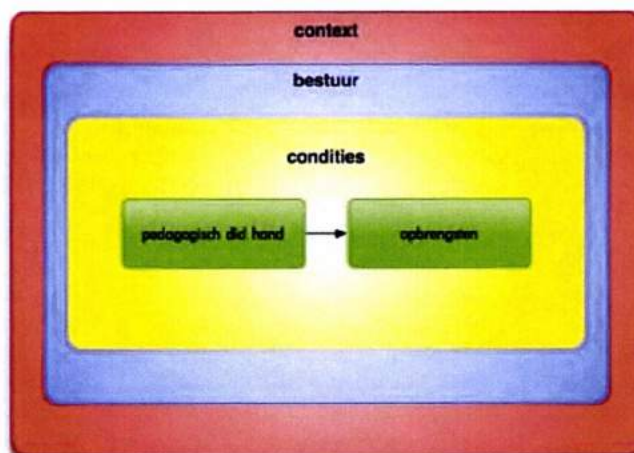 context
bestuur
condities
pedagogisch did hand
opbrengsten